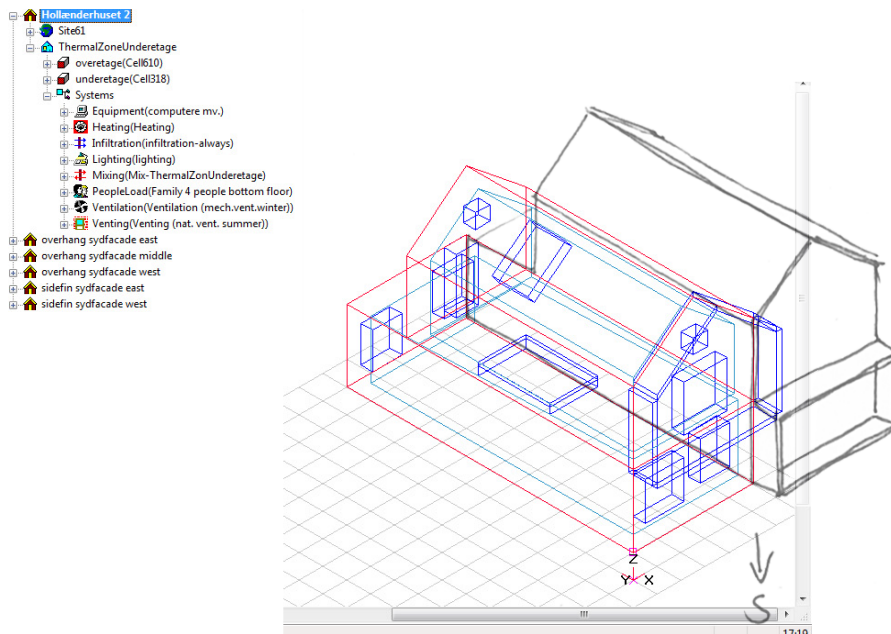 Hollænderhuset 2
Site61
ThermalZoneUnderetage
overetage(Cell610)
underetage(Cell318)
Systems
Equipment(computere mv.)
Heating(Heating)
Infiltration(infiltration-always)
Lighting(lighting)
Mixing(Mix-ThermalZonUnderetage)
PeopleLoad(Family 4 people bottom floor)
Ventilation(Ventilation (mech.vent.winter))
Venting(Venting (nat. vent. summer))
overhang sydfacade east
overhang sydfacade middle
overhang sydfacade west
sidefin sydfacade east
sidefin sydfacade west
Z
Y X
S